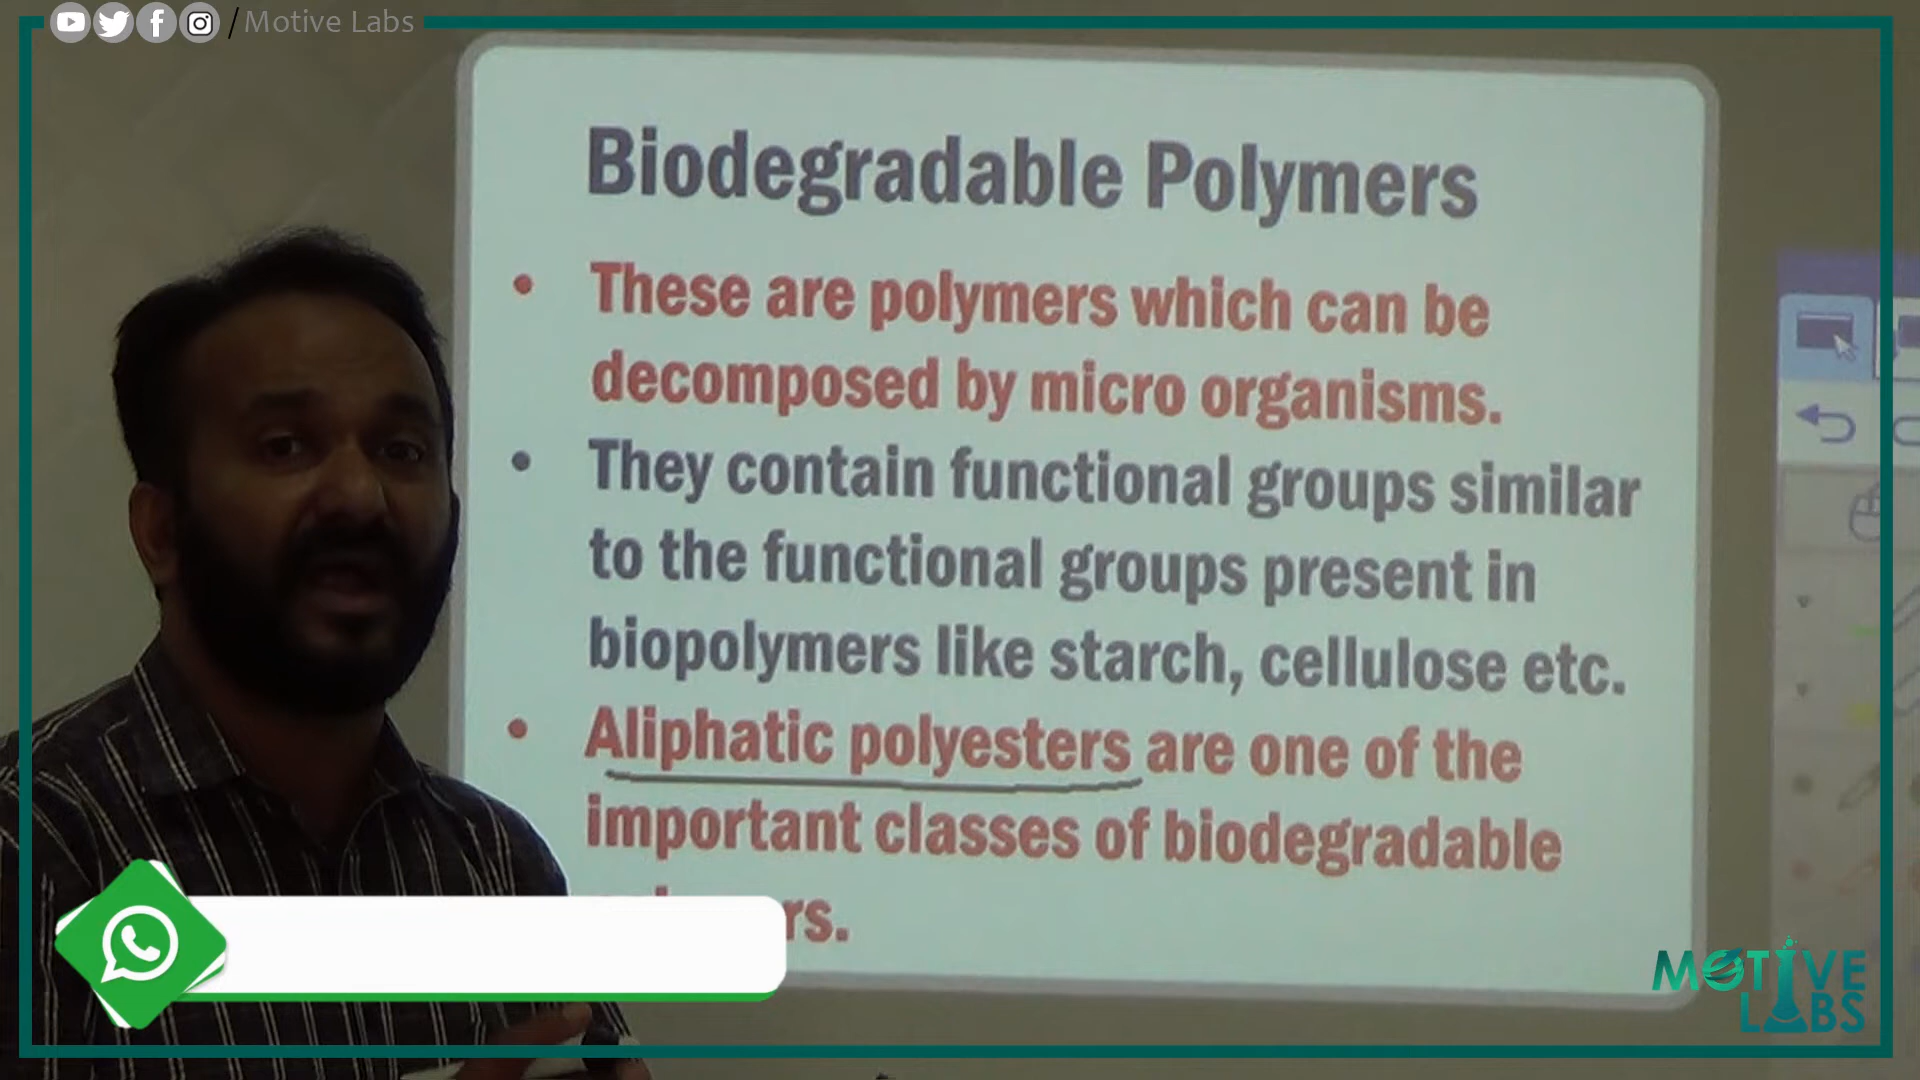 /Motive Labs
Biodegradable Polymers
• These are polymers which can be
decomposed by micro organisms.
• They contain functional groups similar
to the functional groups present in
biopolymers like starch, cellulose etc.
• Aliphatic polyesters are one of the
important classes of biodegradable
rs.
MOTIVE
LABS